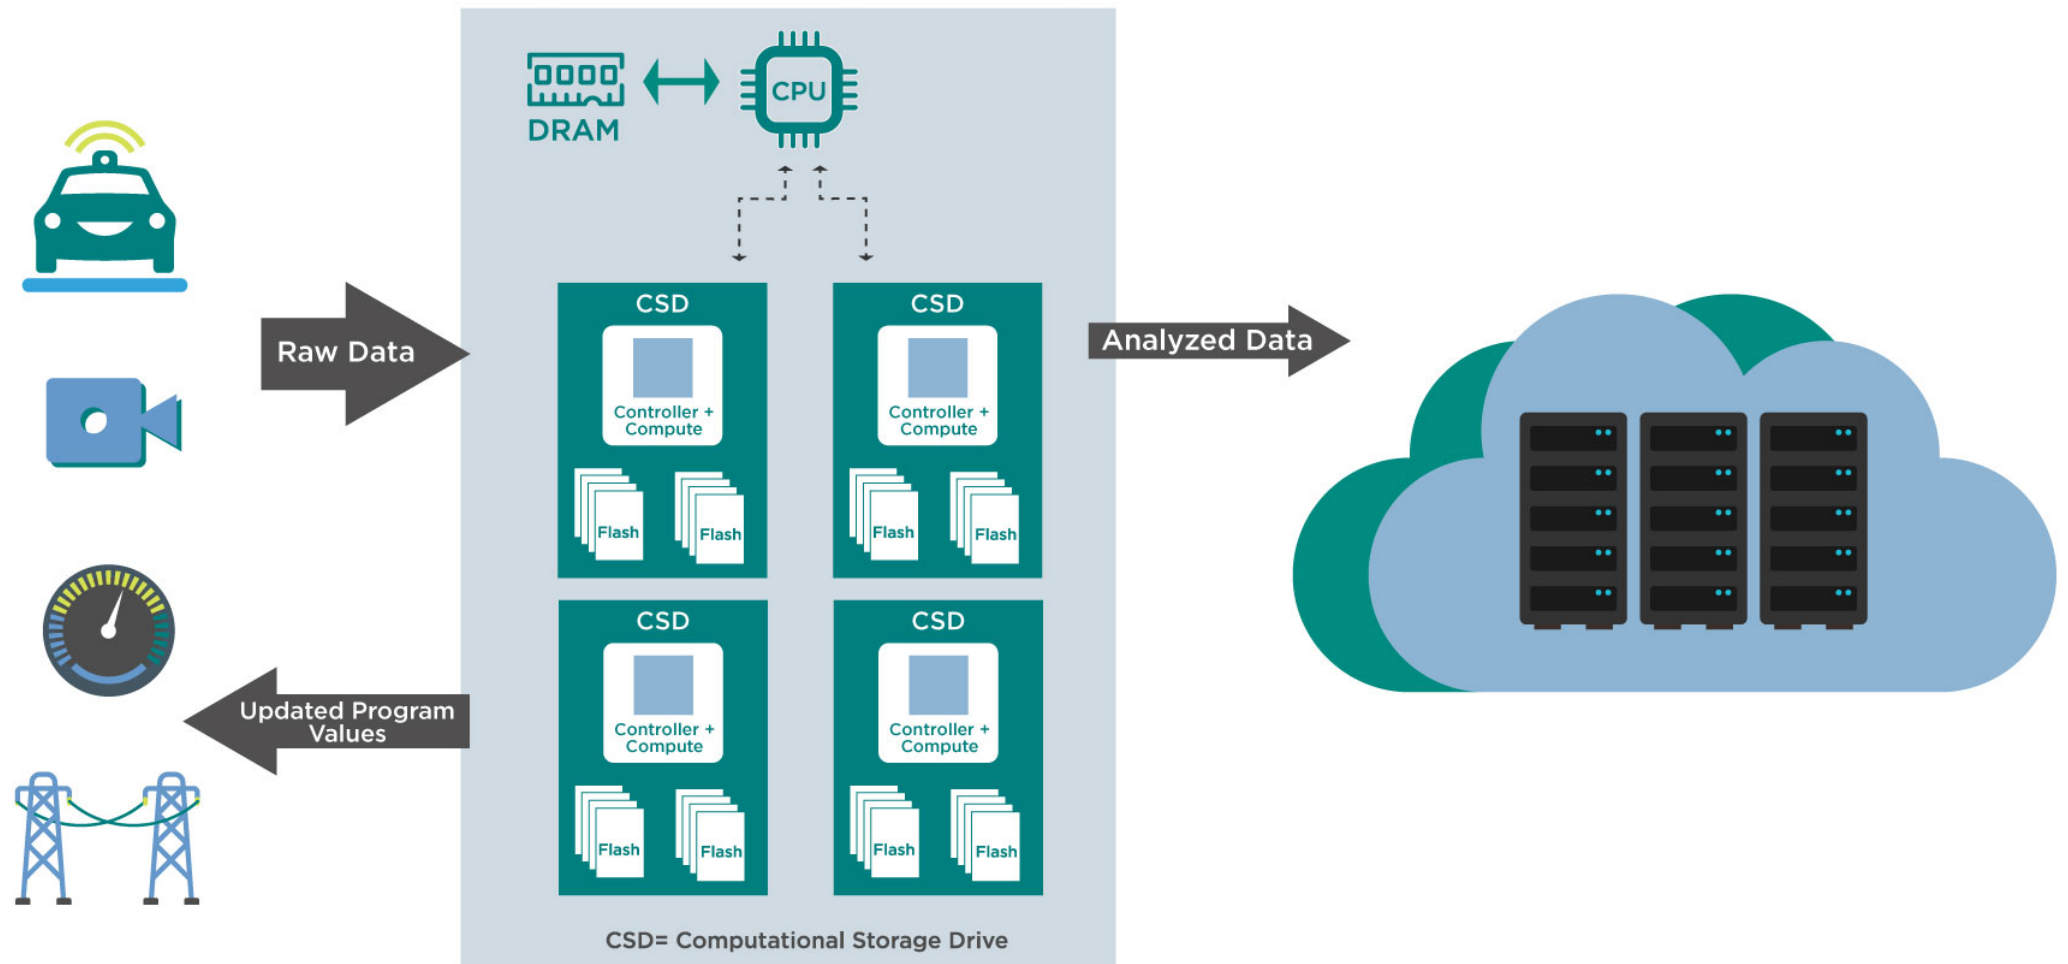 CPU
DRAM
Raw Data
CSD
Controller +
Compute
Flash
Flash
CSD
Controller +
Compute
Flash
Flash
Analyzed Data
Updated Program
Values
CSD
Controller +
Compute
Flash
Flash
CSD
Controller +
Compute
Flash
Flash
CSD= Computational Storage Drive